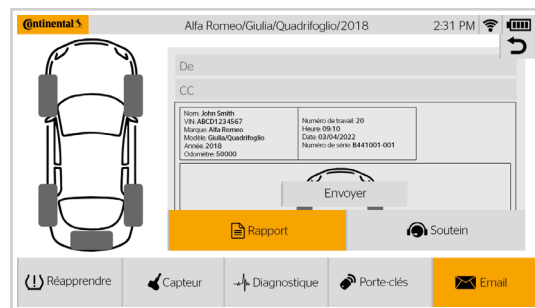 Continental
Alfa Romeo/Giulia/Quadrifoglio/2018
2:31 PM
De
CC
Nom: John Smith
VIN: ABCD1234567
Marque: Alfa Romeo
Modèle: Giulia/Quadrifoglio
Année: 2018
Odomètre: 50000
Numéro de travail: 20
Heure: 09:10
Date: 03/04/2022
Numéro de série: B441001-001
Envoyer
Rapport
Soutein
Réapprendre
Capteur
Diagnostique
Porte-clés
Email